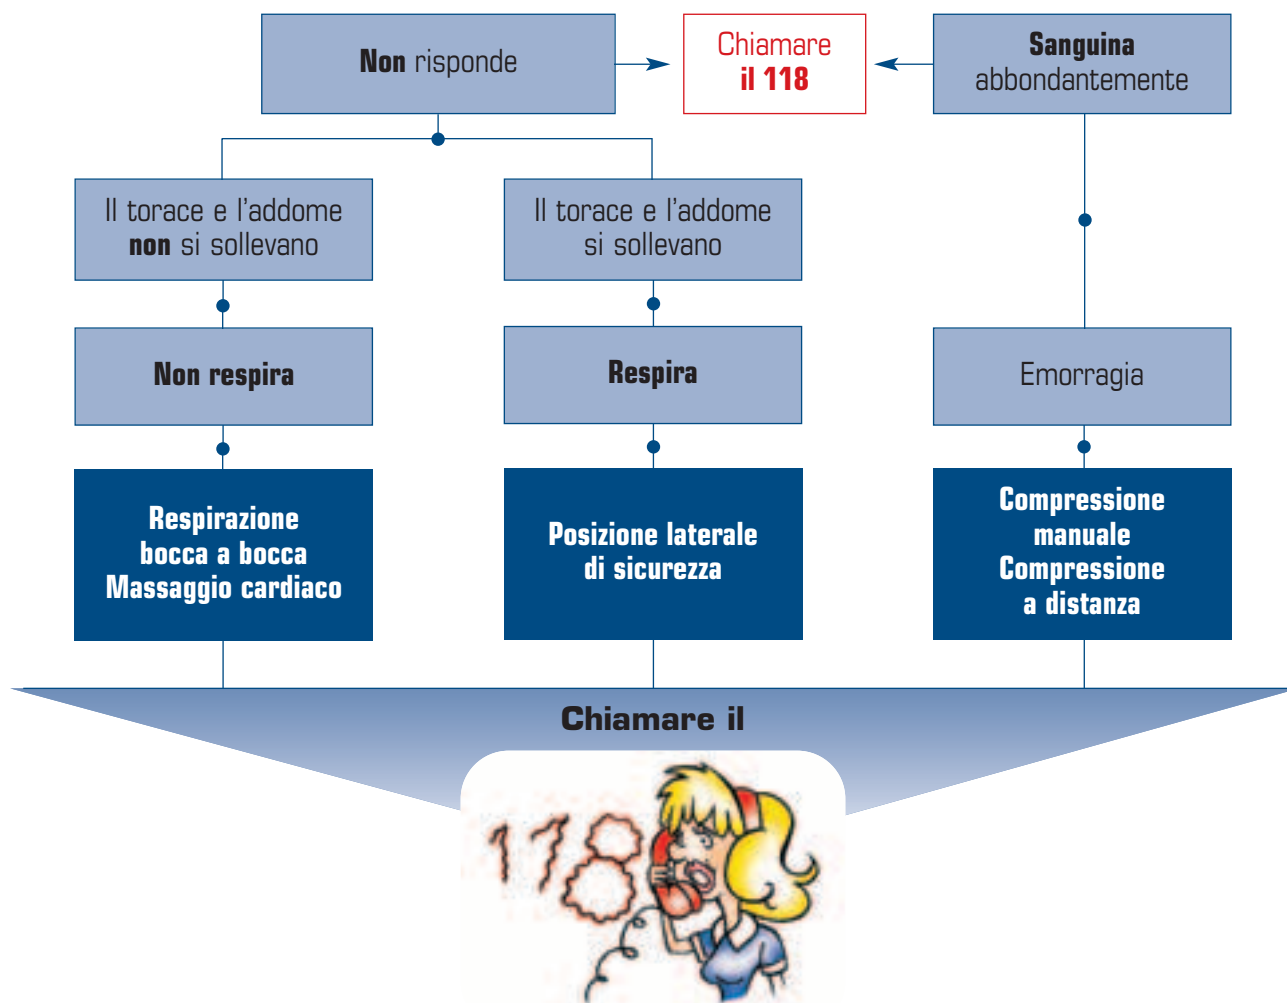 Non risponde
Chiamare
il 118
Sanguina
abbondantemente
Il torace e l'addome
non si sollevano
Il torace e l'addome
si sollevano
Non respira
Respira
Emorragia
Respirazione
bocca a bocca
Massaggio cardiaco
Posizione laterale
di sicurezza
Compressione
manuale
Compressione
a distanza
Chiamare il
118